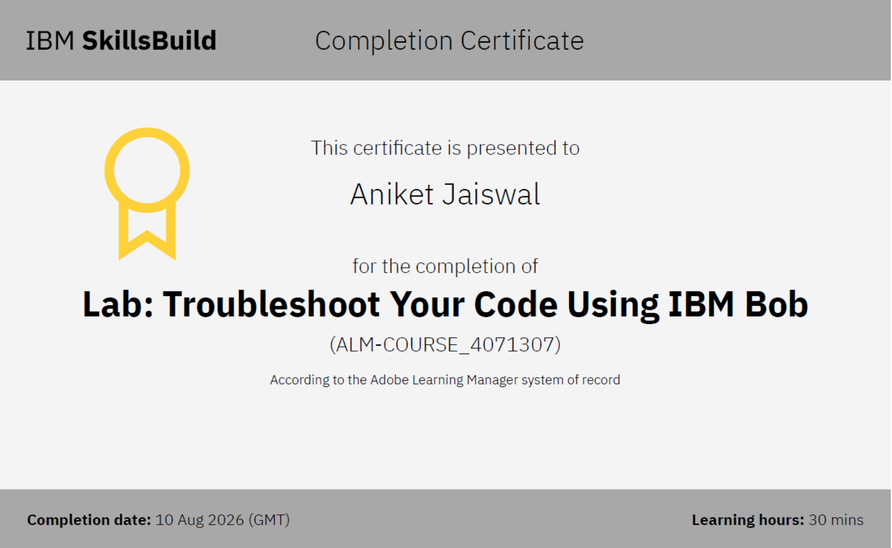 IBM SkillsBuild
Completion Certificate
This certificate is presented to
Aniket Jaiswal
for the completion of
Lab: Troubleshoot Your Code Using IBM Bob
(ALM-COURSE_4071307)
According to the Adobe Learning Manager system of record
Completion date: 10 Aug 2026 (GMT)
Learning hours: 30 mins